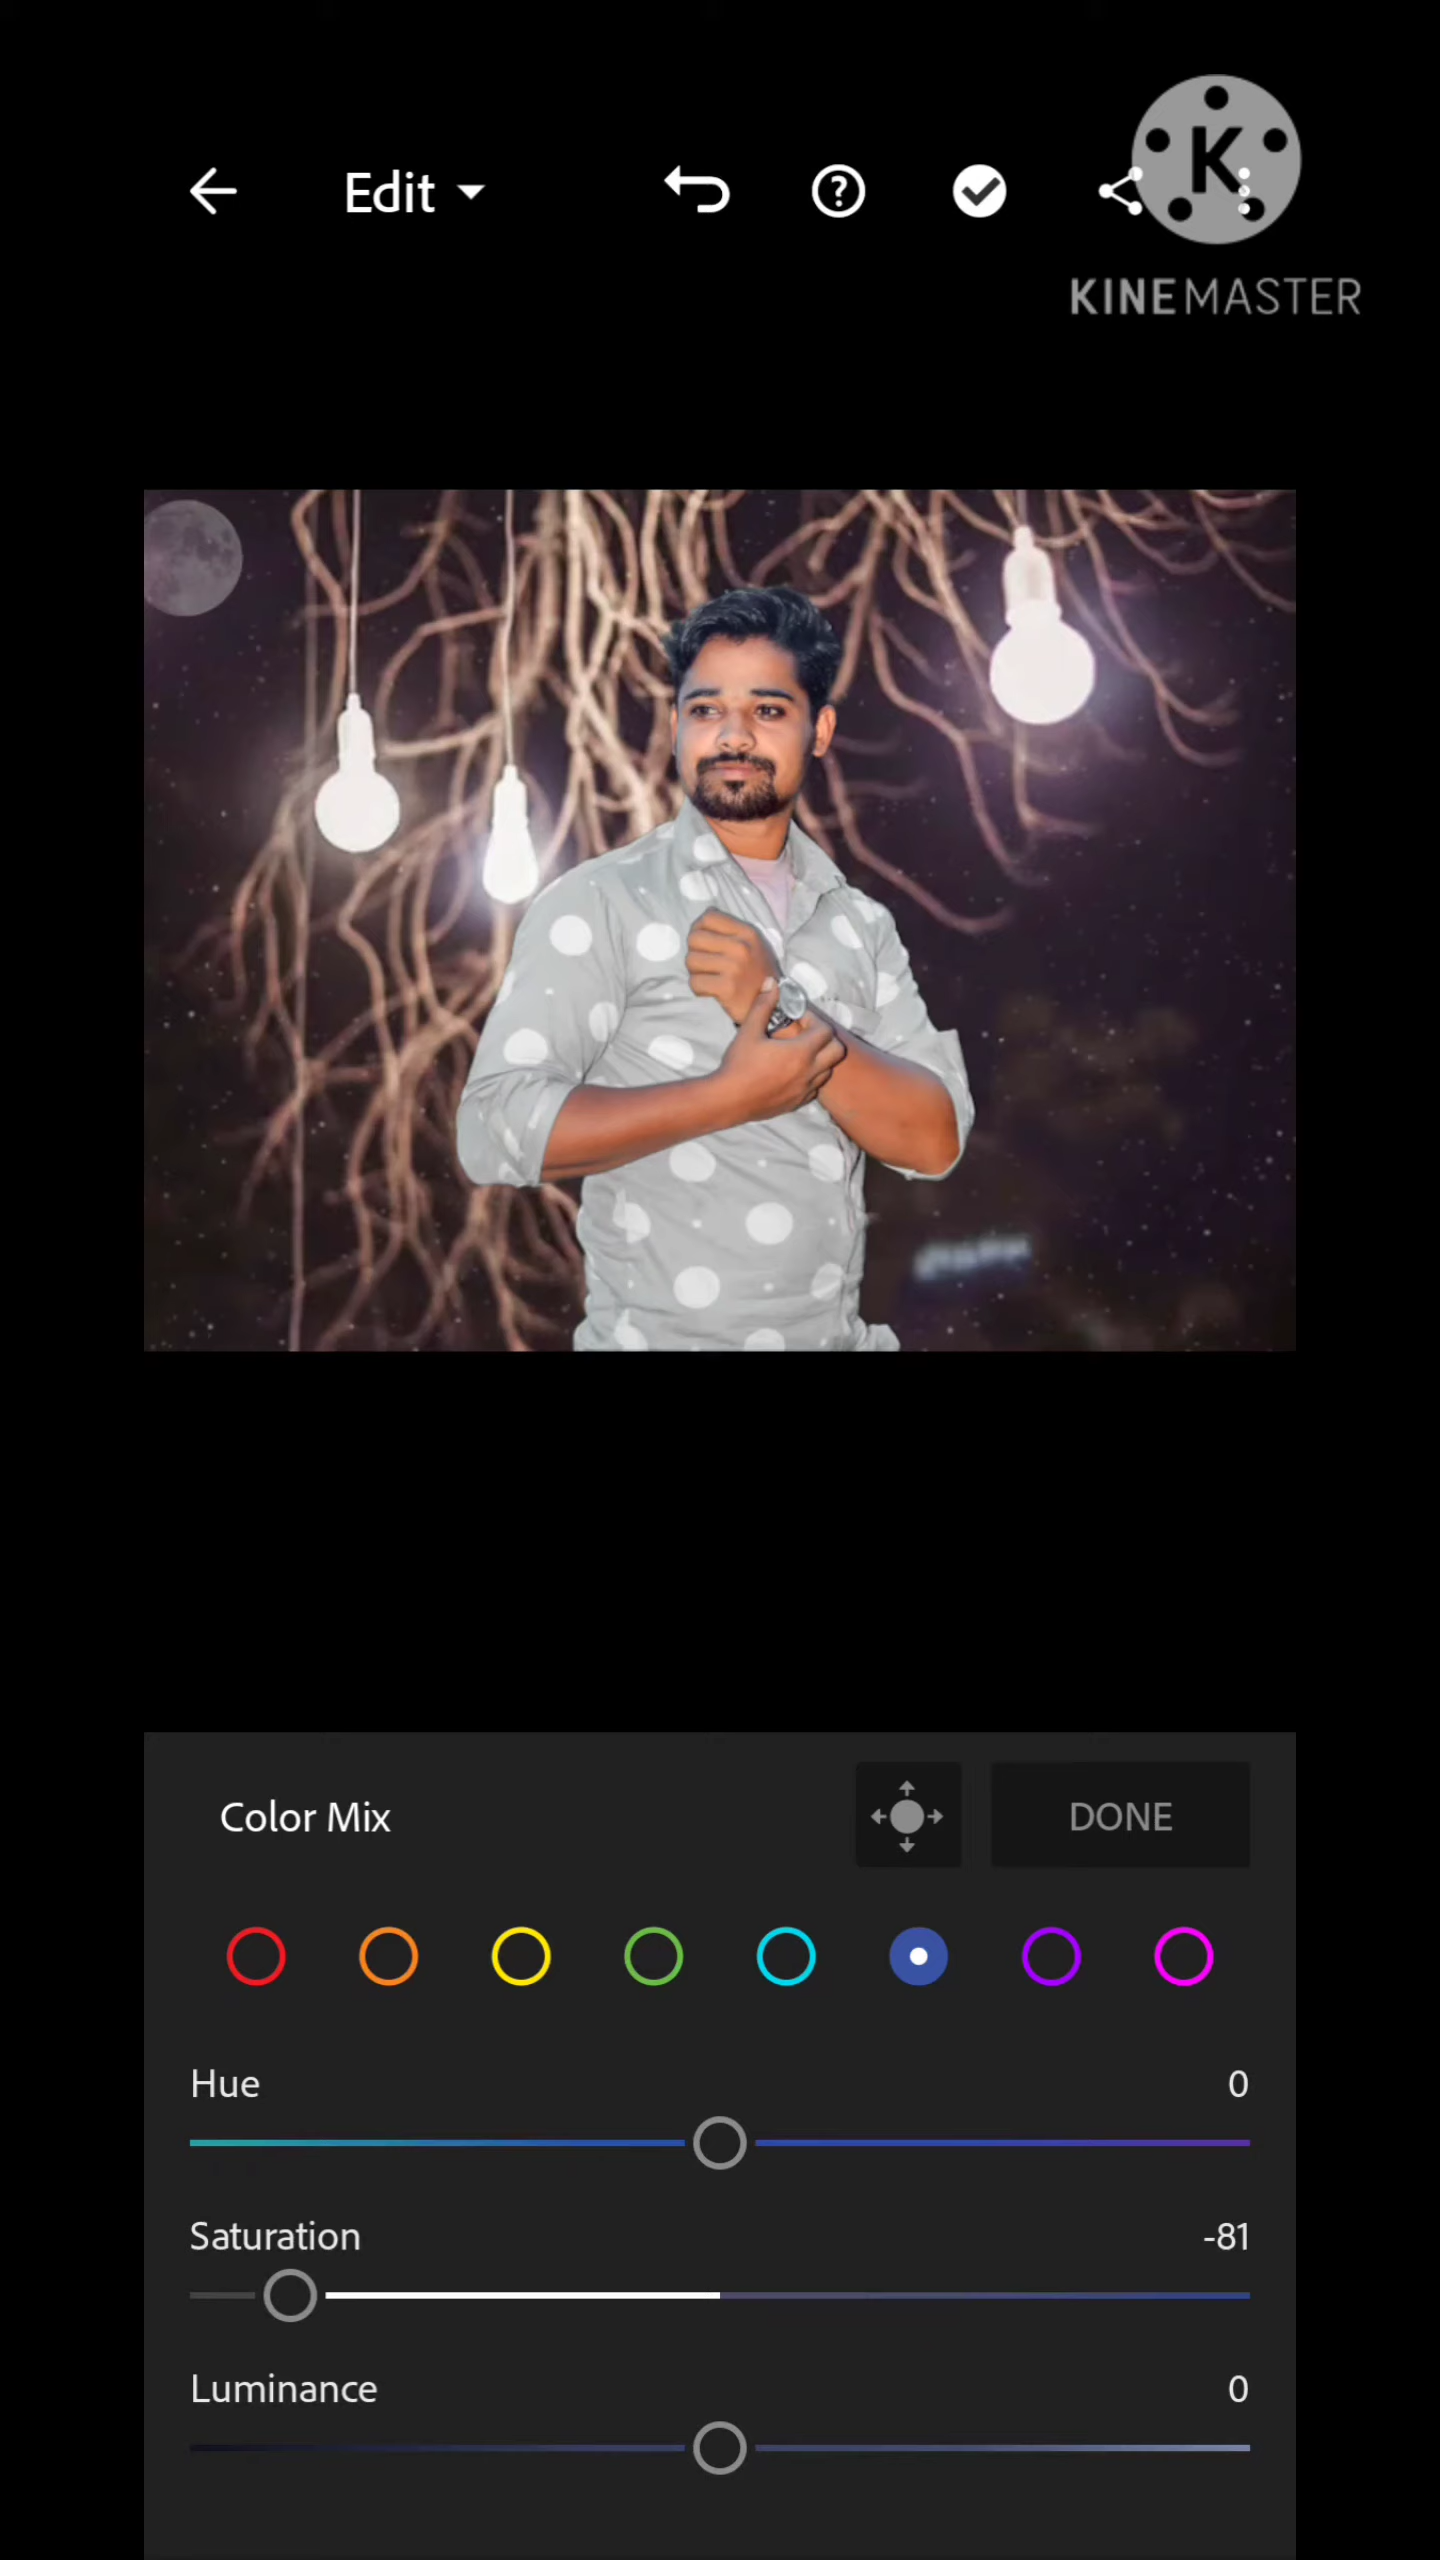 Edit
K
KINEMASTER
Color Mix
DONE
Hue
0
Saturation
-81
Luminance
0